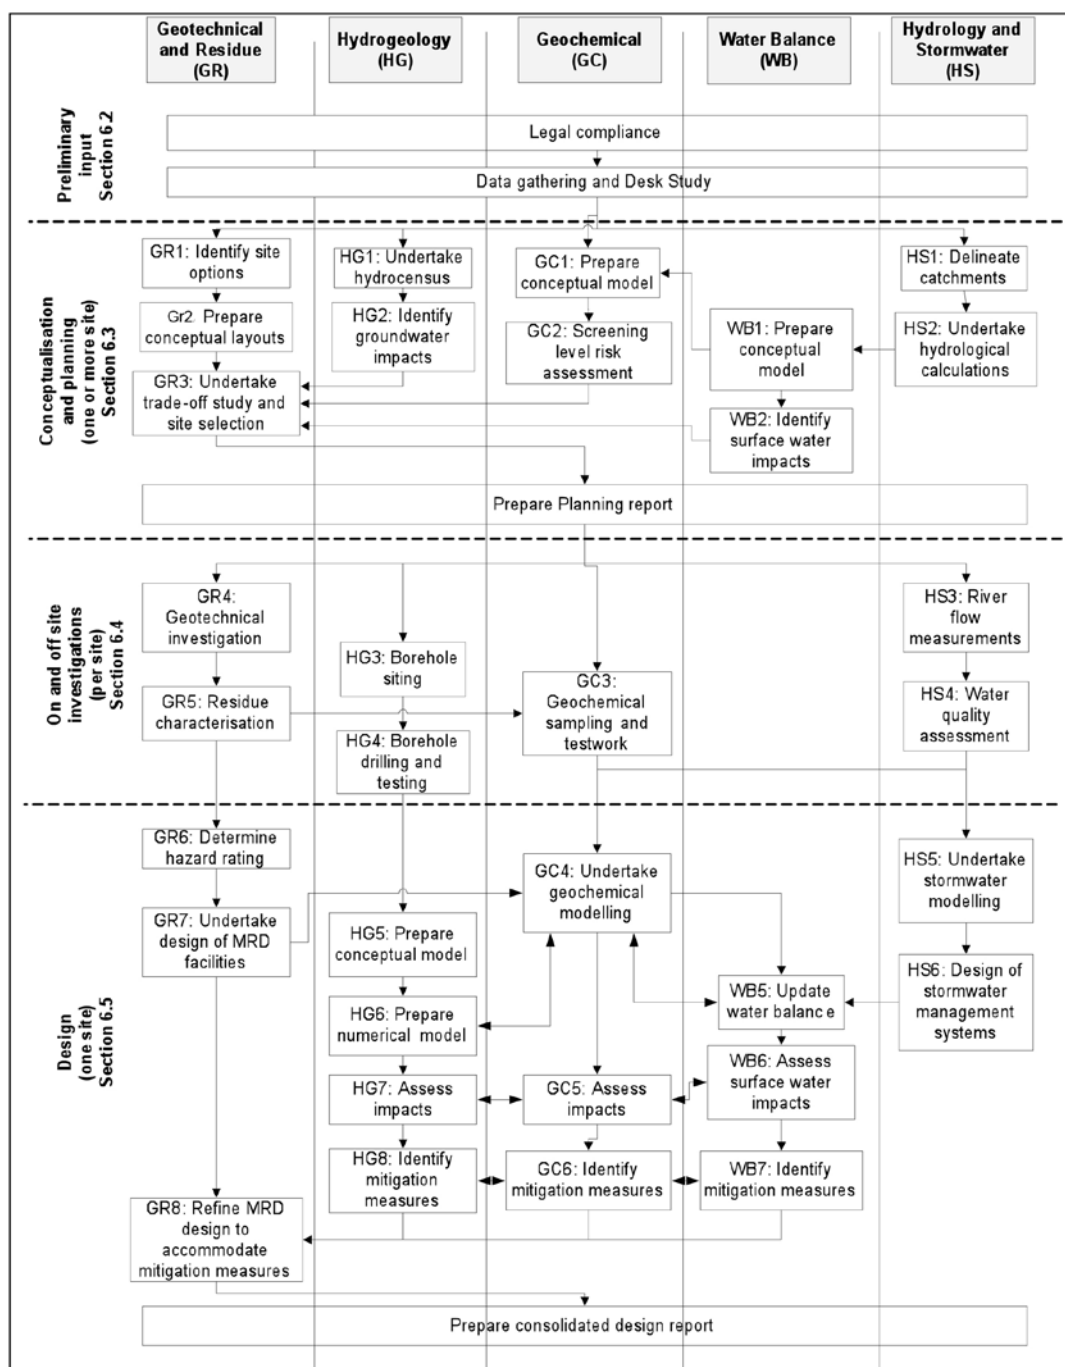 Geotechnical
and Residue
(GR)
Hydrogeology
(HG)
Geochemical
(GC)
Water Balance
(WB)
Hydrology and
Stormwater
(HS)
Preliminary
input
Section 6.2
Legal compliance
Data gathering and Desk Study
Conceptualisation
and planning
(one or more site)
Section 6.3
GR1: Identify site
options
HG1: Undertake
hydrocensus
GC1: Prepare
conceptual model
HS1: Delineate
catchments
Gr2. Prepare
conceptual layouts
HG2: Identify
groundwater
impacts
GC2: Screening
level risk
assessment
WB1: Prepare
conceptual
model
HS2: Undertake
hydrological
calculations
GR3: Undertake
trade-off study and
site selection
WB2: Identify
surface water
impacts
Prepare Planning report
On and off site
investigations
(per site)
Section 6.4
GR4:
Geotechnical
investigation
HS3: River
flow
measurements
HG3: Borehole
siting
GC3:
Geochemical
sampling and
testwork
GR5: Residue
characterisation
HS4: Water
quality
assessment
HG4: Borehole
drilling and
testing
Design
(one site)
Section 6.5
GR6: Determine
hazard rating
GC4: Undertake
geochemical
modelling
HS5: Undertake
stormwater
modelling
GR7: Undertake
design of MRD
facilities
HG5: Prepare
conceptual model
HS6: Design of
stormwater
management
systems
WB5: Update
water balance
HG6: Prepare
numerical model
WB6: Assess
surface water
impacts
HG7: Assess
impacts
GC5: Assess
impacts
HG8: Identify
mitigation
measures
GC6: Identify
mitigation measures
WB7: Identify
mitigation measures
GR8: Refine MRD
design to
accommodate
mitigation measures
Prepare consolidated design report